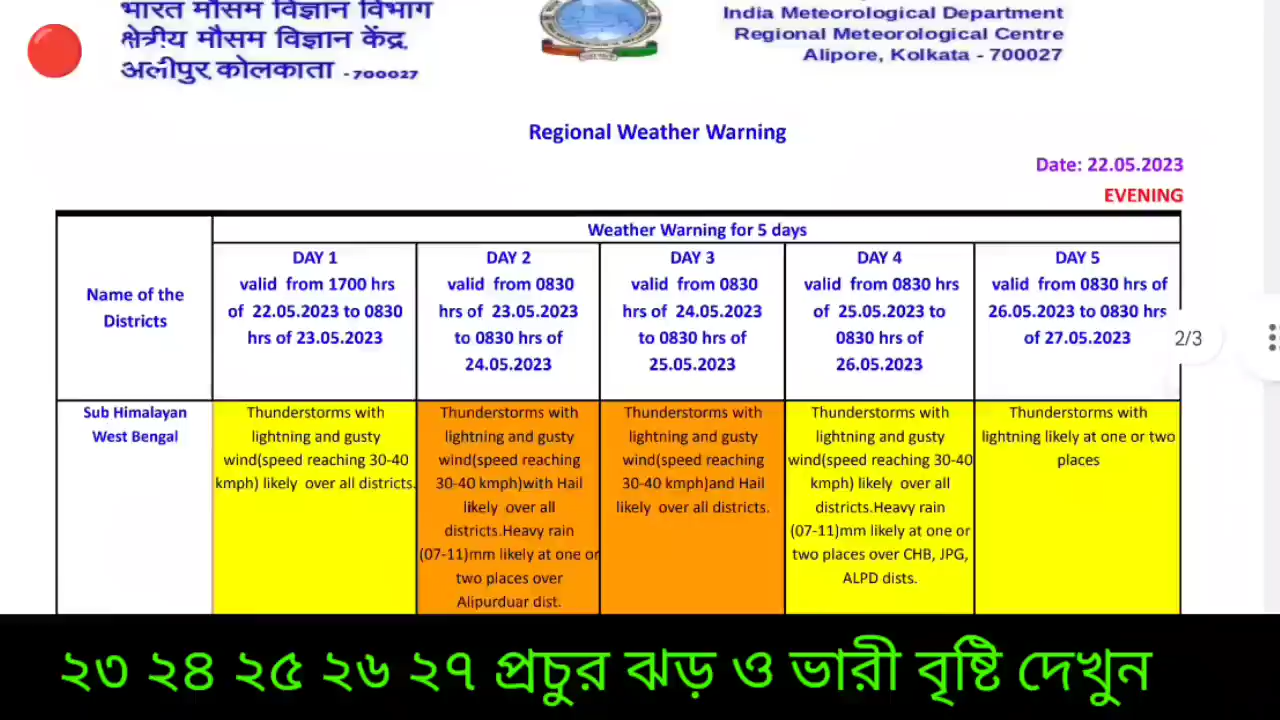 भारत मौसम विज्ञान विभाग
क्षेत्रीय मौसम विज्ञान केंद्र
अलीपुर कोलकाता - 700027
India Meteorological Department
Regional Meteorological Centre
Alipore, Kolkata - 700027
Regional Weather Warning
Date: 22.05.2023
EVENING
Name of the
Districts
Weather Warning for 5 days
DAY 1
valid from 1700 hrs
of 22.05.2023 to 0830
hrs of 23.05.2023
DAY 2
valid from 0830
hrs of 23.05.2023
to 0830 hrs of
24.05.2023
DAY 3
valid from 0830
hrs of 24.05.2023
to 0830 hrs of
25.05.2023
DAY 4
valid from 0830 hrs
of 25.05.2023 to
0830 hrs of
26.05.2023
DAY 5
valid from 0830 hrs of
26.05.2023 to 0830 hrs
of 27.05.2023
2/3
Sub Himalayan
West Bengal
Thunderstorms with
lightning and gusty
wind(speed reaching 30-40
kmph) likely over all districts.
Thunderstorms with
lightning and gusty
wind(speed reaching
30-40 kmph)with Hail
likely over all
districts.Heavy rain
(07-11)mm likely at one or
two places over
Alipurduar dist.
Thunderstorms with
lightning and gusty
wind(speed reaching
30-40 kmph)and Hail
likely over all districts.
Thunderstorms with
lightning and gusty
wind(speed reaching 30-40
kmph) likely over all
districts.Heavy rain
(07-11)mm likely at one or
two places over CHB, JPG,
ALPD dists.
Thunderstorms with
lightning likely at one or two
places
২৩ ২৪ ২৫ ২৬ ২৭ প্রচুর ঝড় ও ভারী বৃষ্টি দেখুন